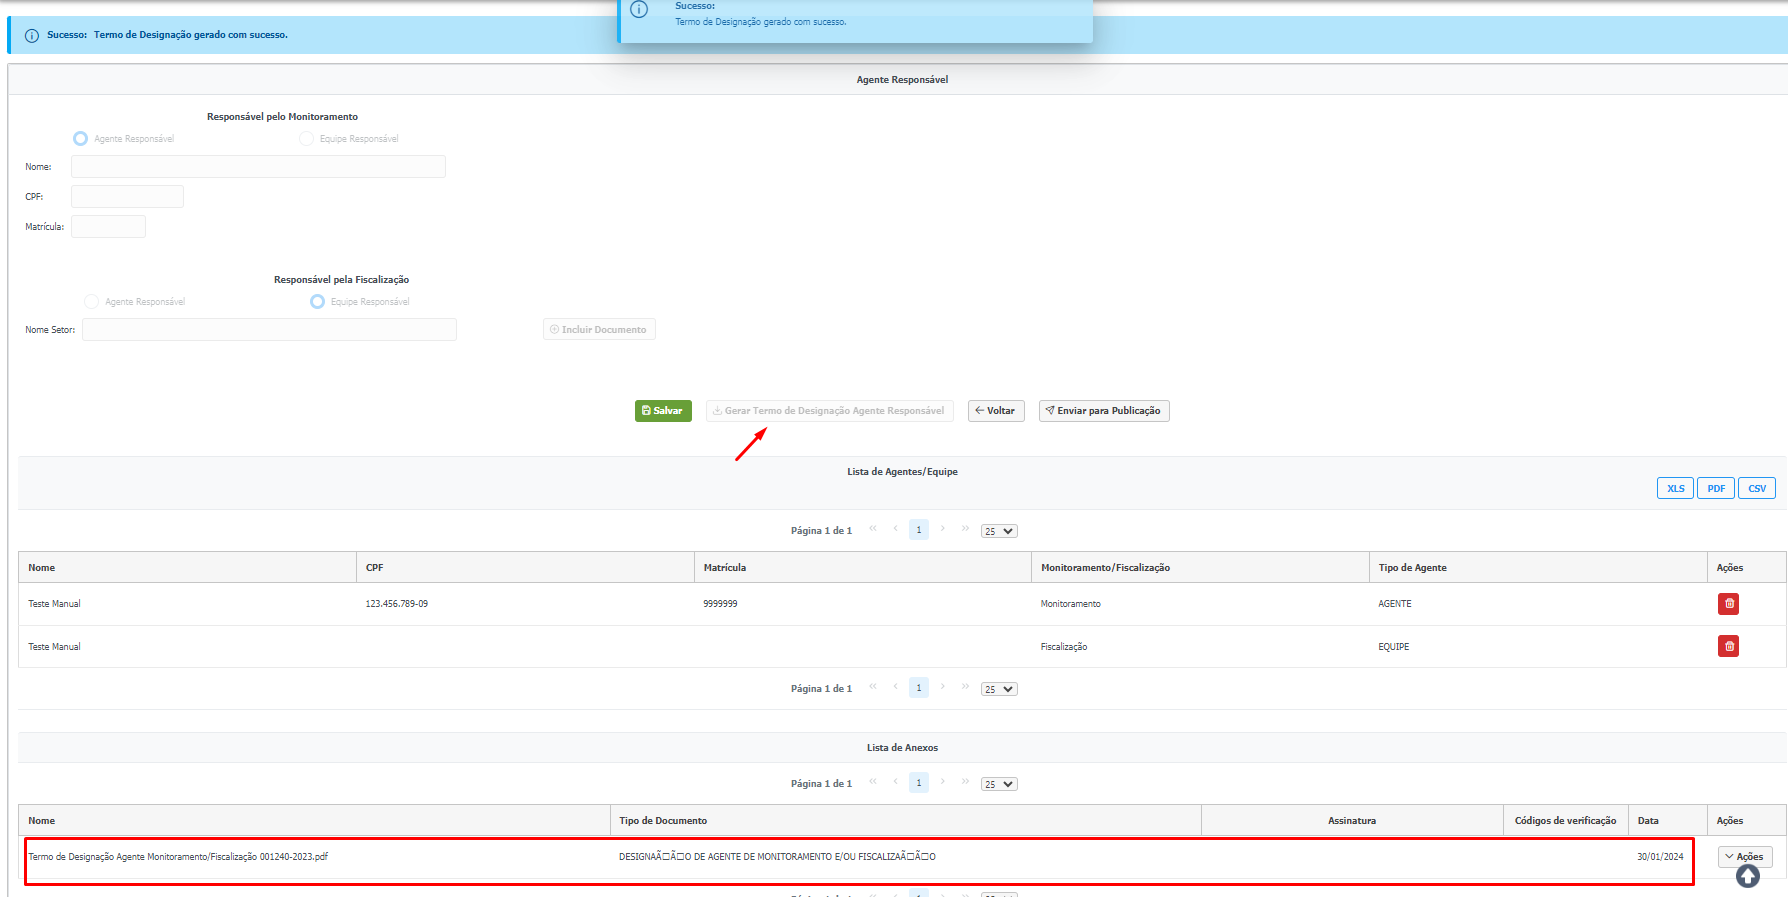 Sucesso:
Termo de Designação gerado com sucesso.
Sucesso: Termo de Designação gerado com sucesso.
Agente Responsável
Responsável pelo Monitoramento
Agente Responsável Equipe Responsável
Nome:
CPF:
Matrícula:
Responsável pela Fiscalização
Agente Responsável Equipe Responsável
Nome Setor: Incluir Documento
Salvar Gerar Termo de Designação Agente Responsável Voltar Enviar para Publicação
Lista de Agentes/Equipe
XLS PDF CSV
Página 1 de 1 « ‹ 1 › » 25
Nome CPF Matrícula Monitoramento/Fiscalização Tipo de Agente Ações
Teste Manual 123.456.789-09 9999999 Monitoramento AGENTE
Teste Manual Fiscalização EQUIPE
Página 1 de 1 « ‹ 1 › » 25
Lista de Anexos
Página 1 de 1 « ‹ 1 › » 25
Nome Tipo de Documento Assinatura Códigos de verificação Data Ações
Termo de Designação Agente Monitoramento/Fiscalização 001240-2023.pdf DESIGNAÃ□Ã□O DE AGENTE DE MONITORAMENTO E/OU FISCALIZAÃ□Ã□O 30/01/2024 Ações